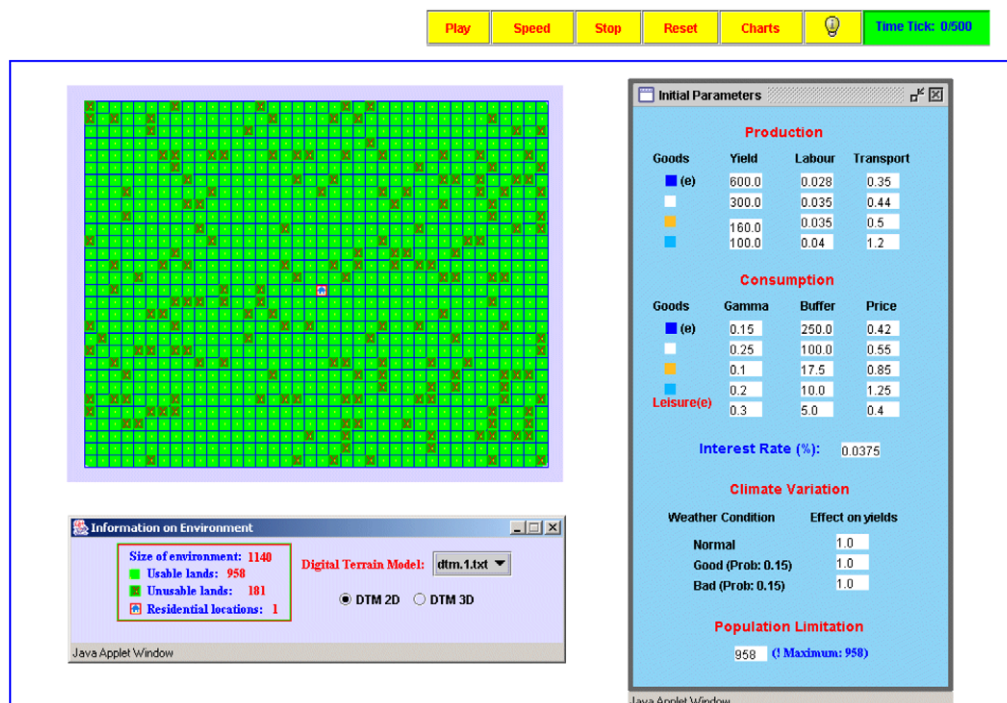 Play Speed Stop Reset Charts Time Tick: 0/500
Initial Parameters
Production
Goods Yield Labour Transport
(e) 600.0 0.028 0.35
300.0 0.035 0.44
160.0 0.035 0.5
100.0 0.04 1.2
Consumption
Goods Gamma Buffer Price
(e) 0.15 250.0 0.42
0.25 100.0 0.55
0.1 17.5 0.85
0.2 10.0 1.25
Leisure(e) 0.3 5.0 0.4
Interest Rate (%): 0.0375
Climate Variation
Weather Condition Effect on yields
Normal 1.0
Good (Prob: 0.15) 1.0
Bad (Prob: 0.15) 1.0
Population Limitation
958 (! Maximum: 958)
Java Applet Window
Information on Environment
Size of environment: 1140
Usable lands: 958
Unusable lands: 181
Residential locations: 1
Digital Terrain Model: dtm.1.txt
DTM 2D DTM 3D
Java Applet Window